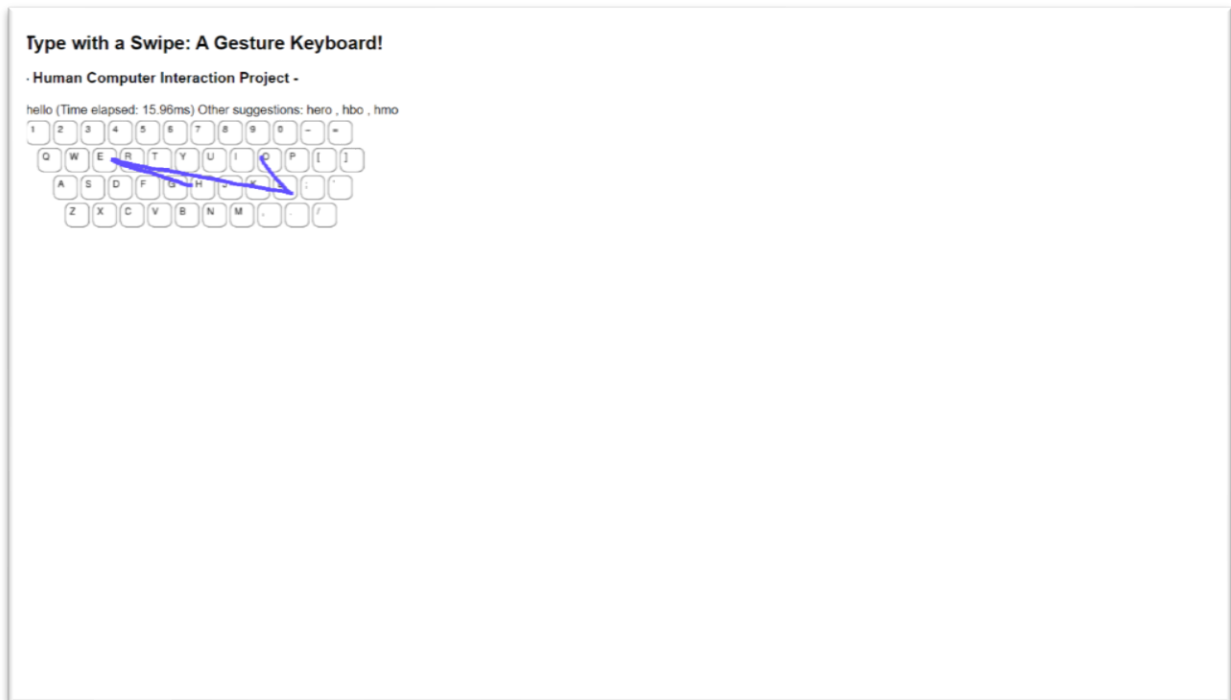 Type with a Swipe: A Gesture Keyboard!
- Human Computer Interaction Project -
hello (Time elapsed: 15.96ms) Other suggestions: hero , hbo , hmo
1 2 3 4 5 6 7 8 9 0 - =
Q W E R T Y U I O P [ ]
A S D F G H J K ; '
Z X C V B N M , . /